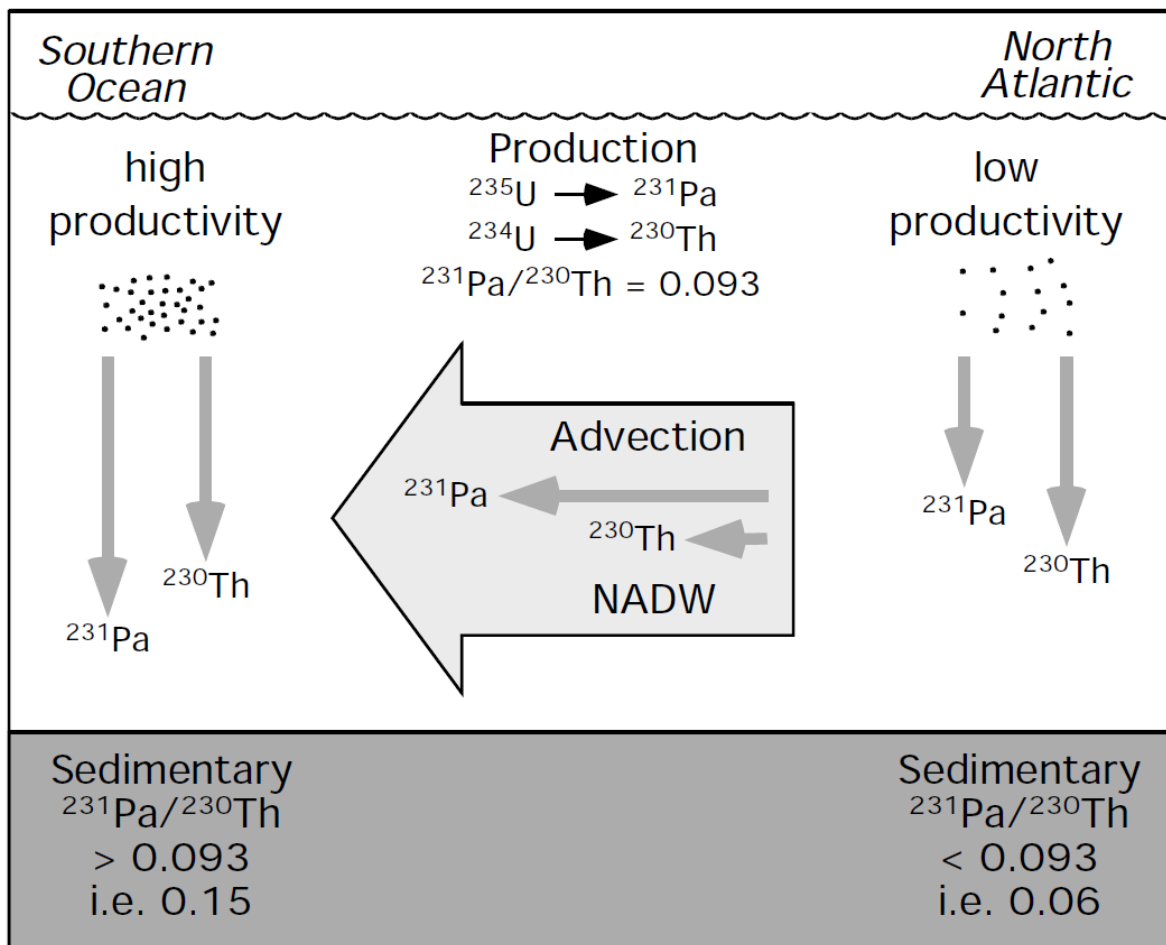 Southern
Ocean
North
Atlantic
high
productivity
Production
²³⁵U → ²³¹Pa
²³⁴U → ²³⁰Th
²³¹Pa/²³⁰Th = 0.093
low
productivity
Advection
²³¹Pa
²³⁰Th
NADW
²³¹Pa
²³⁰Th
²³⁰Th
²³¹Pa
Sedimentary
²³¹Pa/²³⁰Th
> 0.093
i.e. 0.15
Sedimentary
²³¹Pa/²³⁰Th
< 0.093
i.e. 0.06